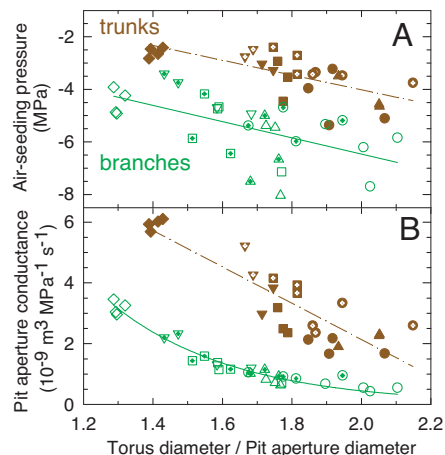 trunks
A
-2
-4
-6
-8
Air-seeding pressure
(MPa)
branches
B
6
4
2
0
Pit aperture conductance
(10⁻⁹ m³ MPa⁻¹ s⁻¹)
1.2 1.4 1.6 1.8 2.0 2.2
Torus diameter / Pit aperture diameter